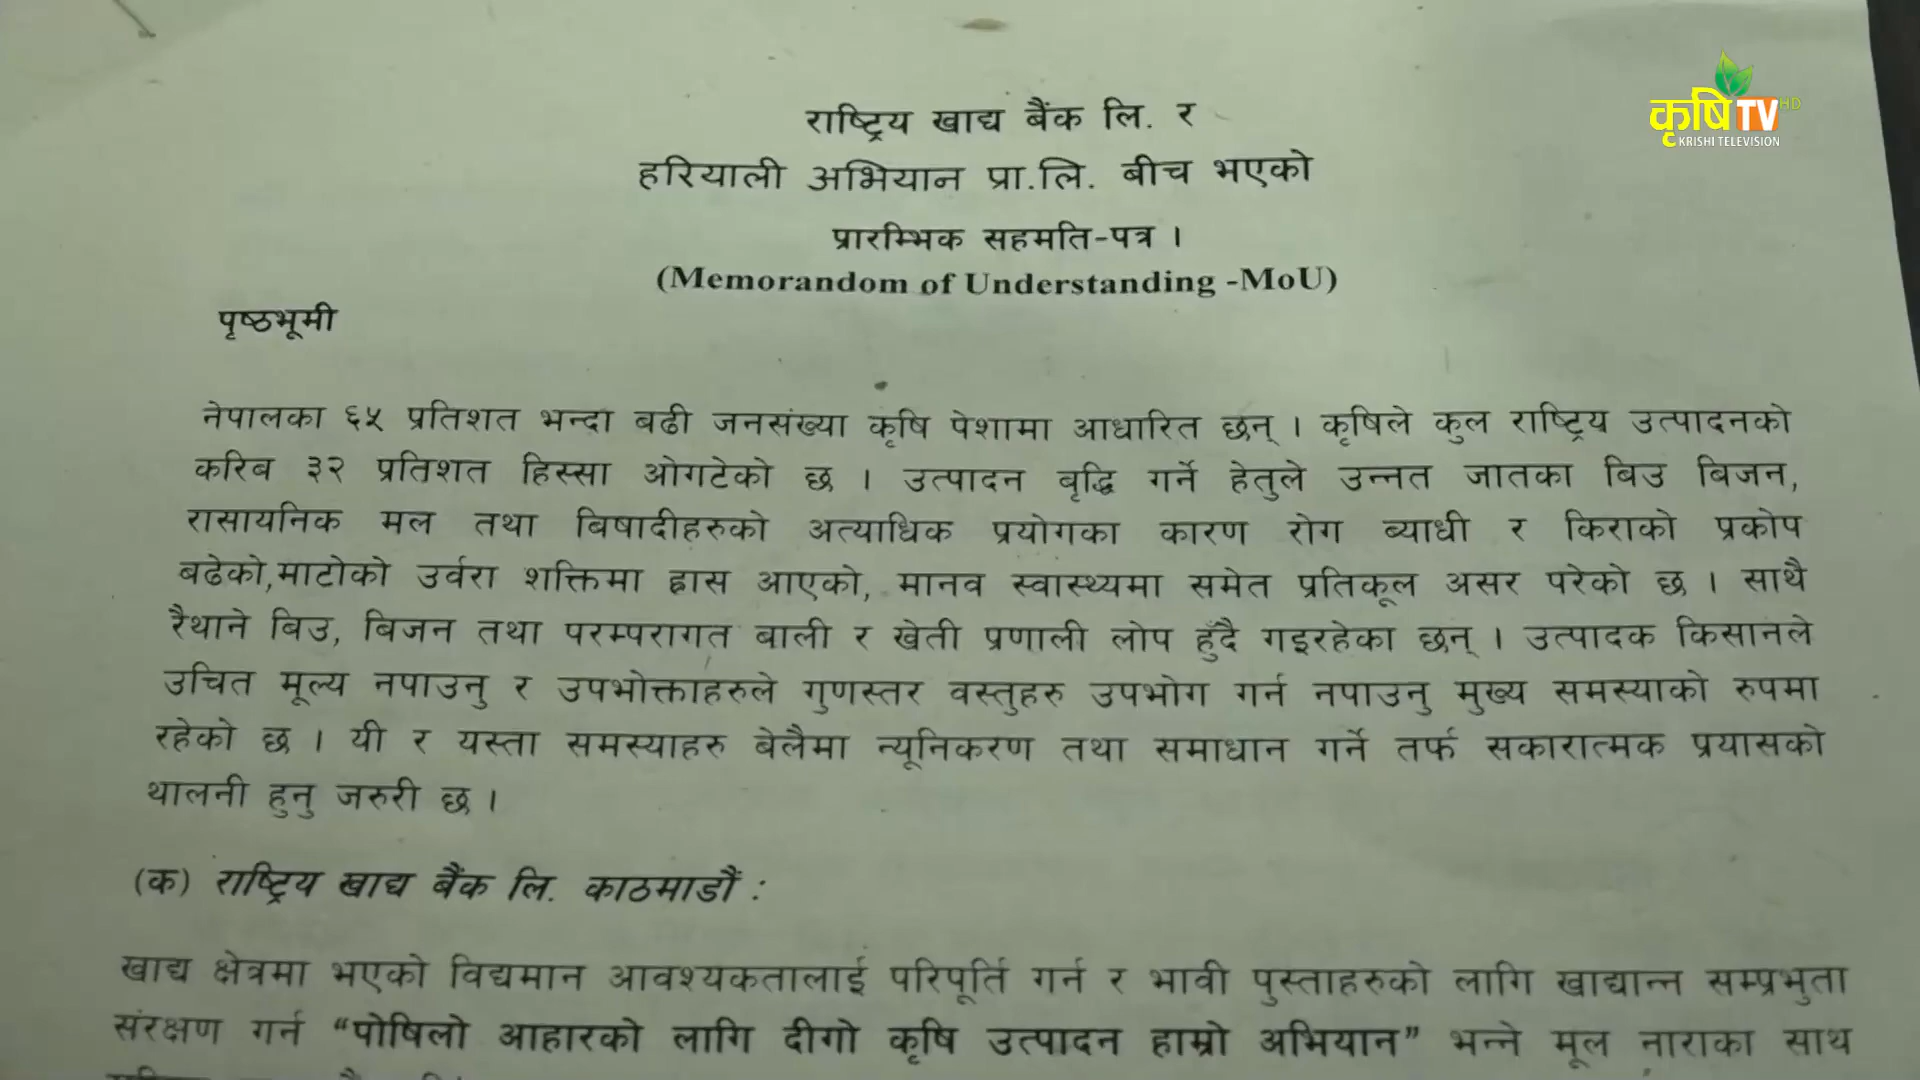 कृषि TV HD
KRISHI TELEVISION
राष्ट्रिय खाद्य बैंक लि. र
हरियाली अभियान प्रा.लि. बीच भएको
प्रारम्भिक सहमति-पत्र ।
(Memorandom of Understanding -MoU)
पृष्ठभूमी
नेपालका ६५ प्रतिशत भन्दा बढी जनसंख्या कृषि पेशामा आधारित छन् । कृषिले कुल राष्ट्रिय उत्पादनको
करिब ३२ प्रतिशत हिस्सा ओगटेको छ । उत्पादन बृद्धि गर्ने हेतुले उन्नत जातका बिउ बिजन,
रासायनिक मल तथा बिषादीहरुको अत्याधिक प्रयोगका कारण रोग ब्याधी र किराको प्रकोप
बढेको,माटोको उर्वरा शक्तिमा ह्रास आएको, मानव स्वास्थ्यमा समेत प्रतिकूल असर परेको छ । साथै
रैथाने बिउ, बिजन तथा परम्परागत बाली र खेती प्रणाली लोप हुँदै गइरहेका छन् । उत्पादक किसानले
उचित मूल्य नपाउनु र उपभोक्ताहरुले गुणस्तर वस्तुहरु उपभोग गर्न नपाउनु मुख्य समस्याको रुपमा
रहेको छ । यी र यस्ता समस्याहरु बेलैमा न्यूनिकरण तथा समाधान गर्ने तर्फ सकारात्मक प्रयासको
थालनी हुनु जरुरी छ ।
(क) राष्ट्रिय खाद्य बैंक लि. काठमाडौं :
खाद्य क्षेत्रमा भएको विद्यमान आवश्यकतालाई परिपूर्ति गर्न र भावी पुस्ताहरुको लागि खाद्यान्न सम्प्रभुता
संरक्षण गर्न “पोषिलो आहारको लागि दीगो कृषि उत्पादन हाम्रो अभियान” भन्ने मूल नाराका साथ